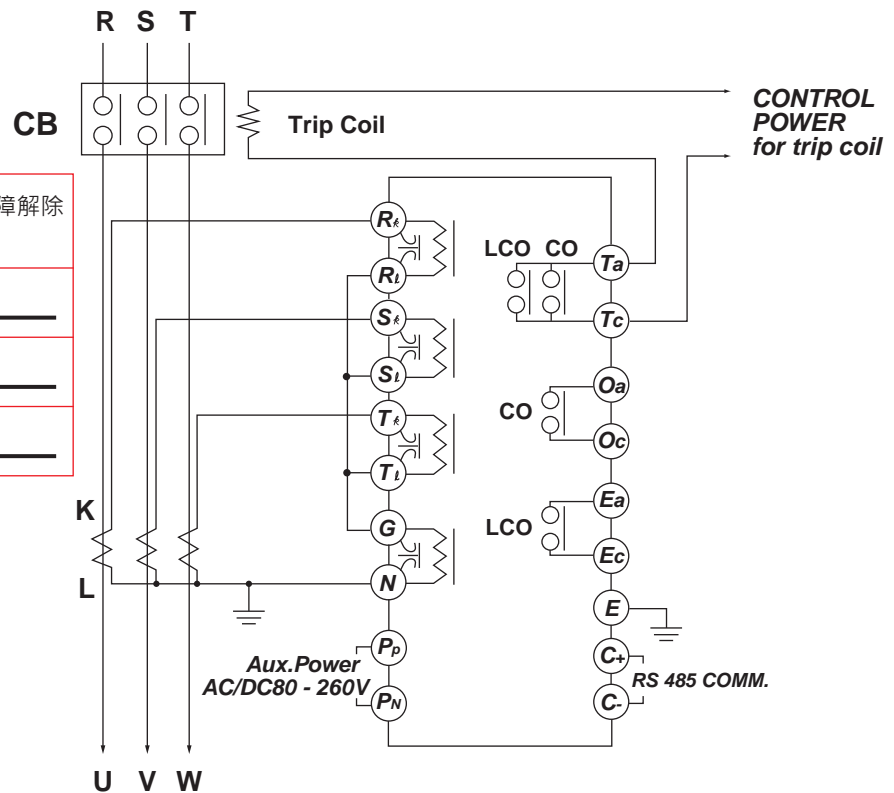 R S T
CB
Trip Coil
CONTROL
POWER
for trip coil
障解除
Rk
LCO CO
Ta
Rl
Sk
Tc
Sl
Oa
CO
Tk
Oc
Tl
K
Ea
G
LCO
L
N
Ec
E
Pp
Aux.Power
AC/DC80 - 260V
C+
RS 485 COMM.
PN
C-
U V W